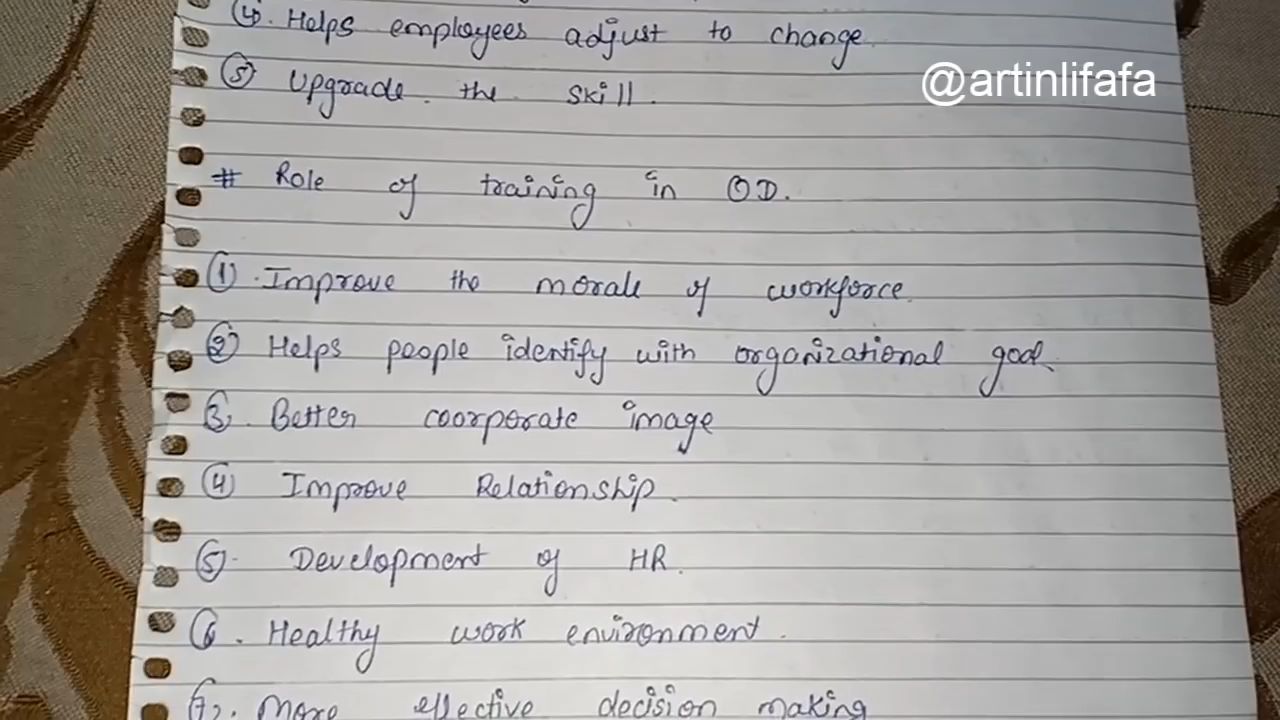 ④. Helps employees adjust to change.
⑤ Upgrade the skill.
@artinlifafa
# Role of training in OD.
① Improve the morale of workforce.
② Helps people identify with organizational goal.
③. Better coorporate image
④ Improve Relationship.
⑤. Development of HR.
⑥. Healthy work environment.
⑦. More effective decision making